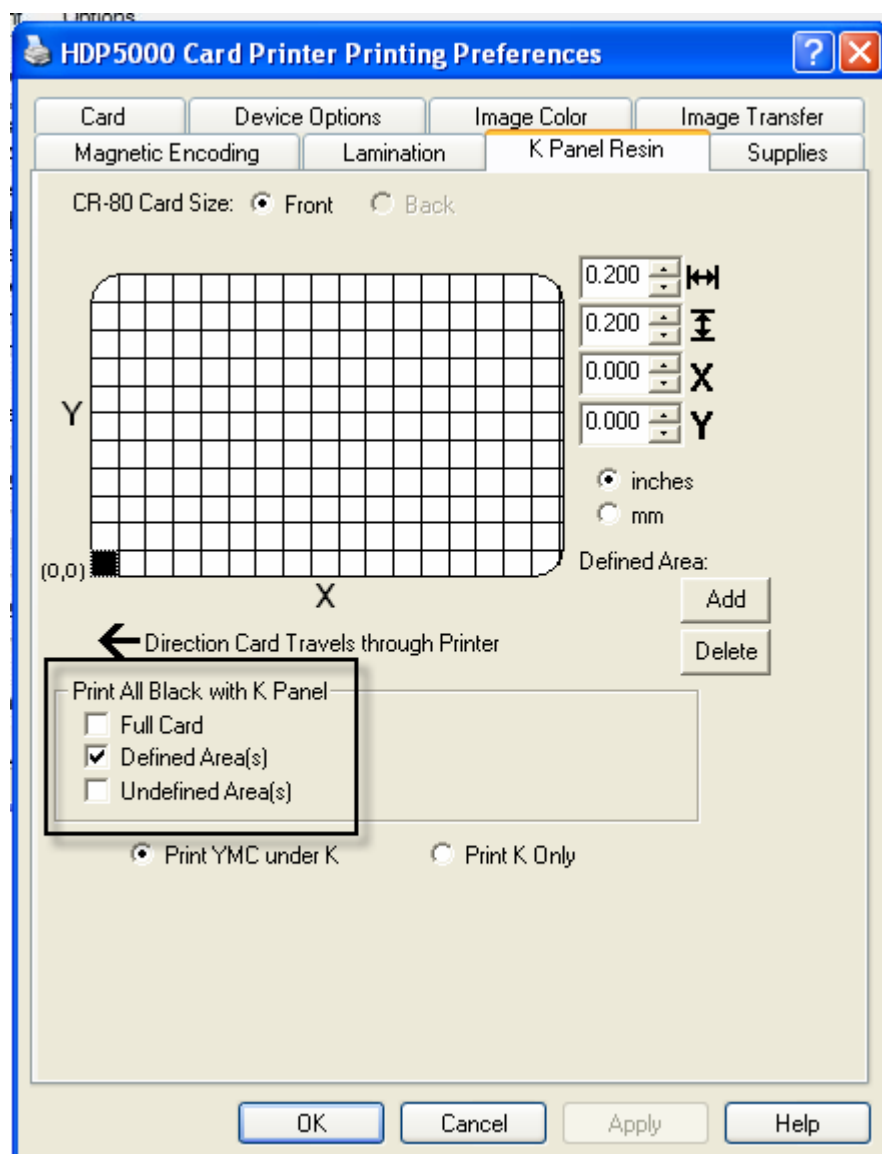 Options
HDP5000 Card Printer Printing Preferences
Card Device Options Image Color Image Transfer
Magnetic Encoding Lamination K Panel Resin Supplies
CR-80 Card Size: Front Back
0.200
0.200
0.000 X
0.000 Y
Y
inches
mm
(0,0)
X
Defined Area:
Add
Direction Card Travels through Printer
Delete
Print All Black with K Panel
Full Card
Defined Area(s)
Undefined Area(s)
Print YMC under K Print K Only
OK Cancel Apply Help